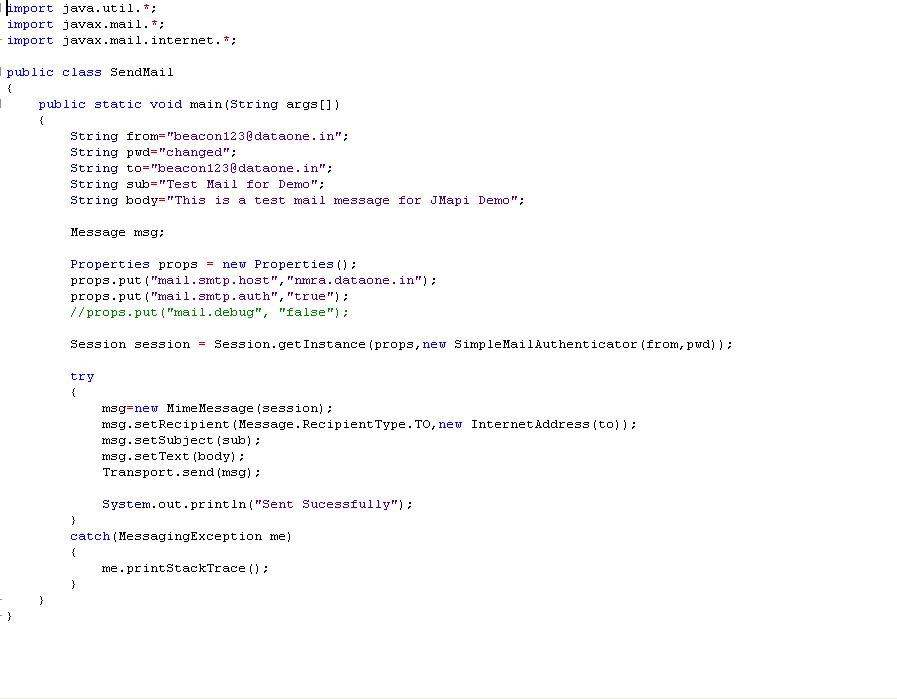 import java.util.*;
import javax.mail.*;
import javax.mail.internet.*;
public class SendMail
{
public static void main(String args[])
{
String from="beacon123@dataone.in";
String pwd="changed";
String to="beacon123@dataone.in";
String sub="Test Mail for Demo";
String body="This is a test mail message for JMapi Demo";
Message msg;
Properties props = new Properties();
props.put("mail.smtp.host","nmra.dataone.in");
props.put("mail.smtp.auth","true");
//props.put("mail.debug", "false");
Session session = Session.getInstance(props,new SimpleMailAuthenticator(from,pwd));
try
{
msg=new MimeMessage(session);
msg.setRecipient(Message.RecipientType.TO,new InternetAddress(to));
msg.setSubject(sub);
msg.setText(body);
Transport.send(msg);
System.out.println("Sent Sucessfully");
}
catch(MessagingException me)
{
me.printStackTrace();
}
}
}